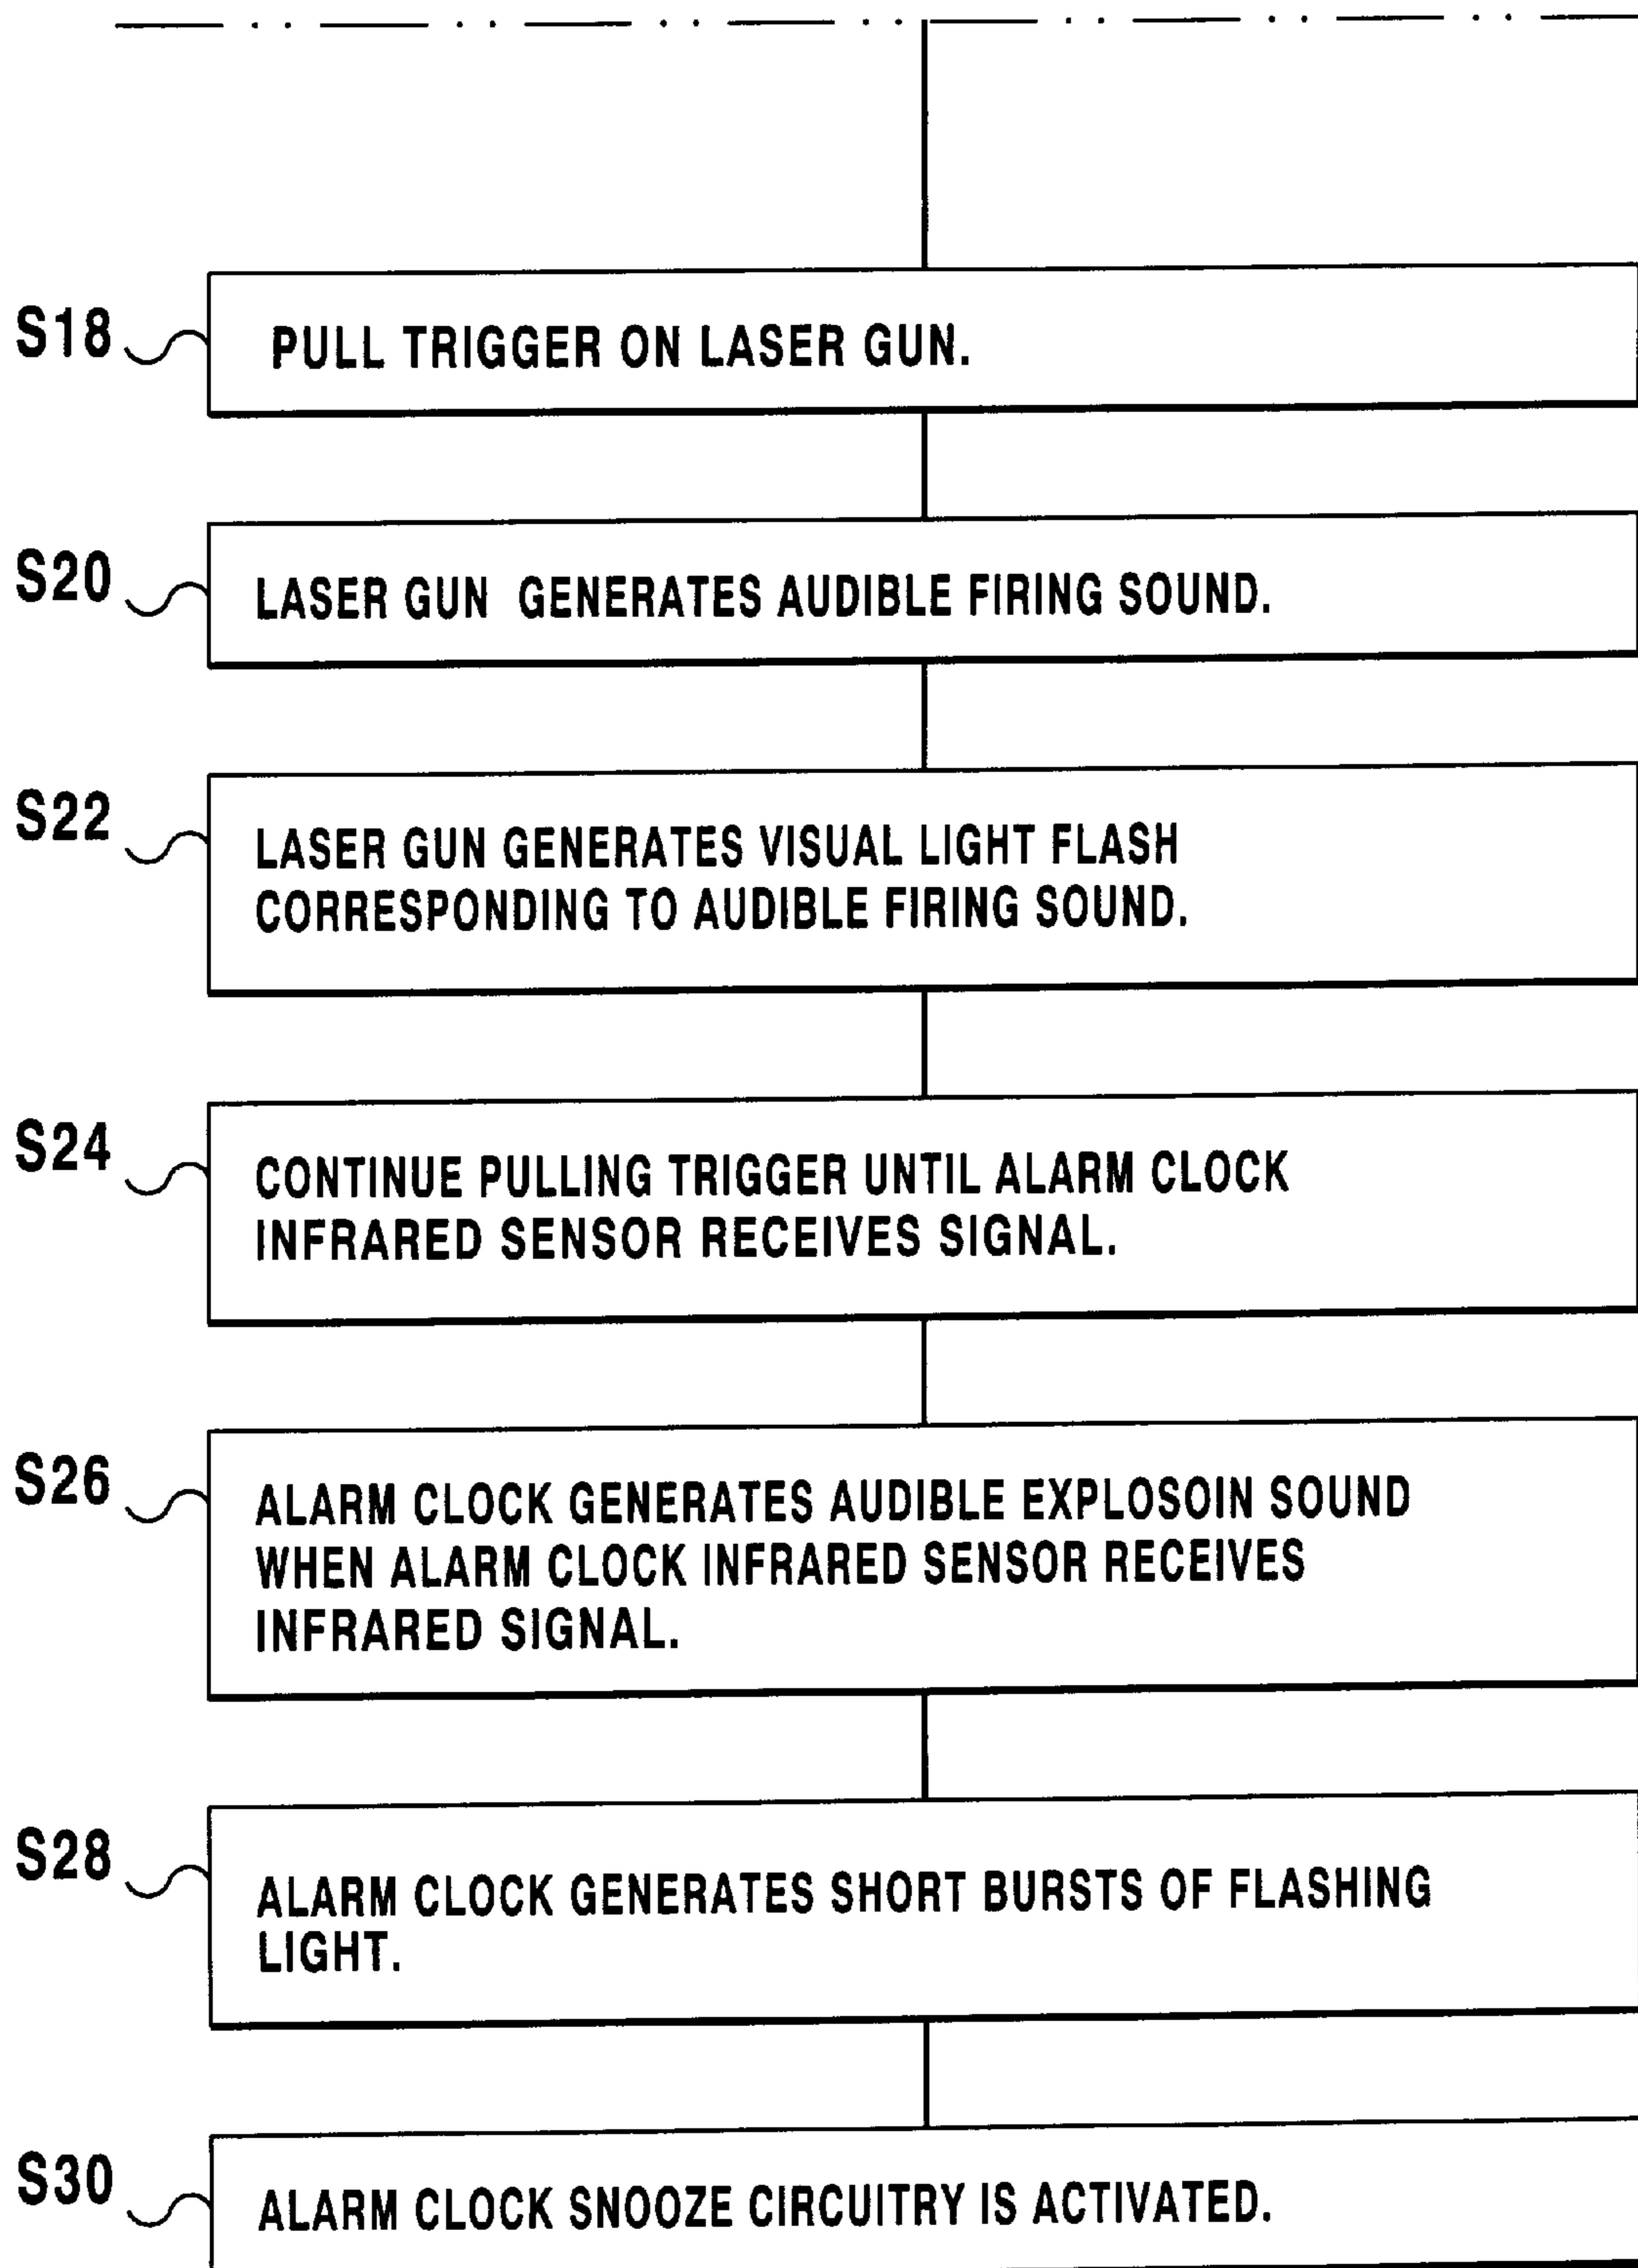 S18
PULL TRIGGER ON LASER GUN.
S20
LASER GUN GENERATES AUDIBLE FIRING SOUND.
S22
LASER GUN GENERATES VISUAL LIGHT FLASH
CORRESPONDING TO AUDIBLE FIRING SOUND.
S24
CONTINUE PULLING TRIGGER UNTIL ALARM CLOCK
INFRARED SENSOR RECEIVES SIGNAL.
S26
ALARM CLOCK GENERATES AUDIBLE EXPLOSOIN SOUND
WHEN ALARM CLOCK INFRARED SENSOR RECEIVES
INFRARED SIGNAL.
S28
ALARM CLOCK GENERATES SHORT BURSTS OF FLASHING
LIGHT.
S30
ALARM CLOCK SNOOZE CIRCUITRY IS ACTIVATED.